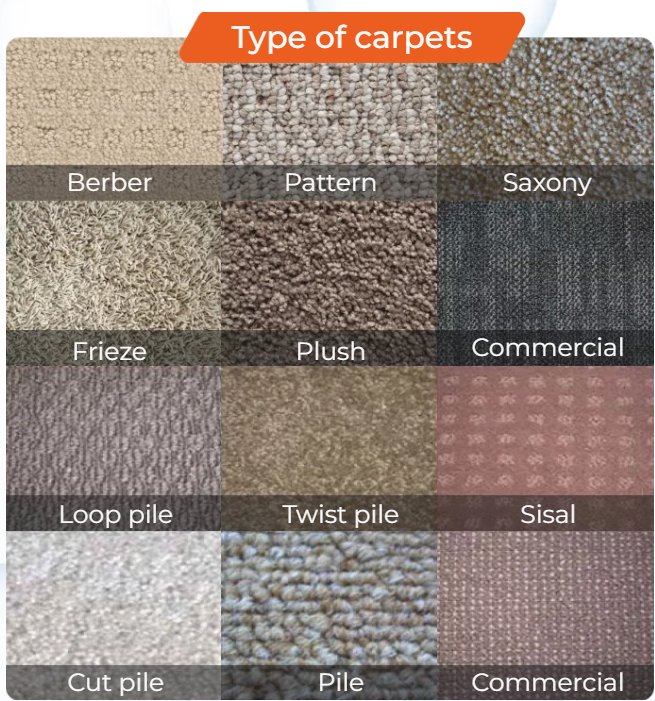 Type of carpets
Berber
Pattern
Saxony
Frieze
Plush
Commercial
Loop pile
Twist pile
Sisal
Cut pile
Pile
Commercial